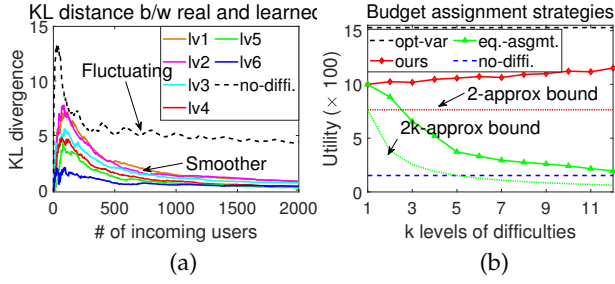 KL distance b/w real and learned
KL divergence
15
10
5
0
Fluctuating
Smoother
lv1
lv2
lv3
lv4
lv5
lv6
no-diffi.
0
500
1000
1500
2000
# of incoming users
(a)
Budget assignment strategies
Utility (× 100)
15
10
5
0
opt-var
ours
eq.-asgmt.
no-diffi.
2-approx bound
2k-approx bound
1
3
5
7
9
11
k levels of difficulties
(b)